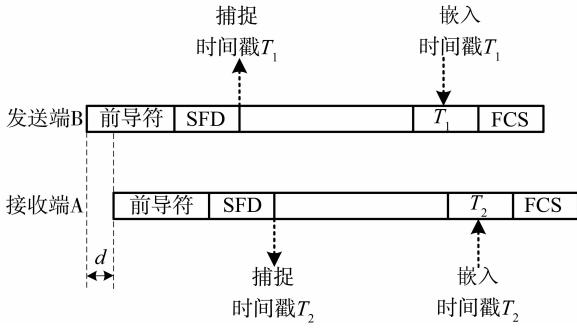 捕捉
时间戳T1
嵌入
时间戳T1
发送端B
前导符
SFD
T1
FCS
接收端A
前导符
SFD
T2
FCS
d
捕捉
时间戳T2
嵌入
时间戳T2